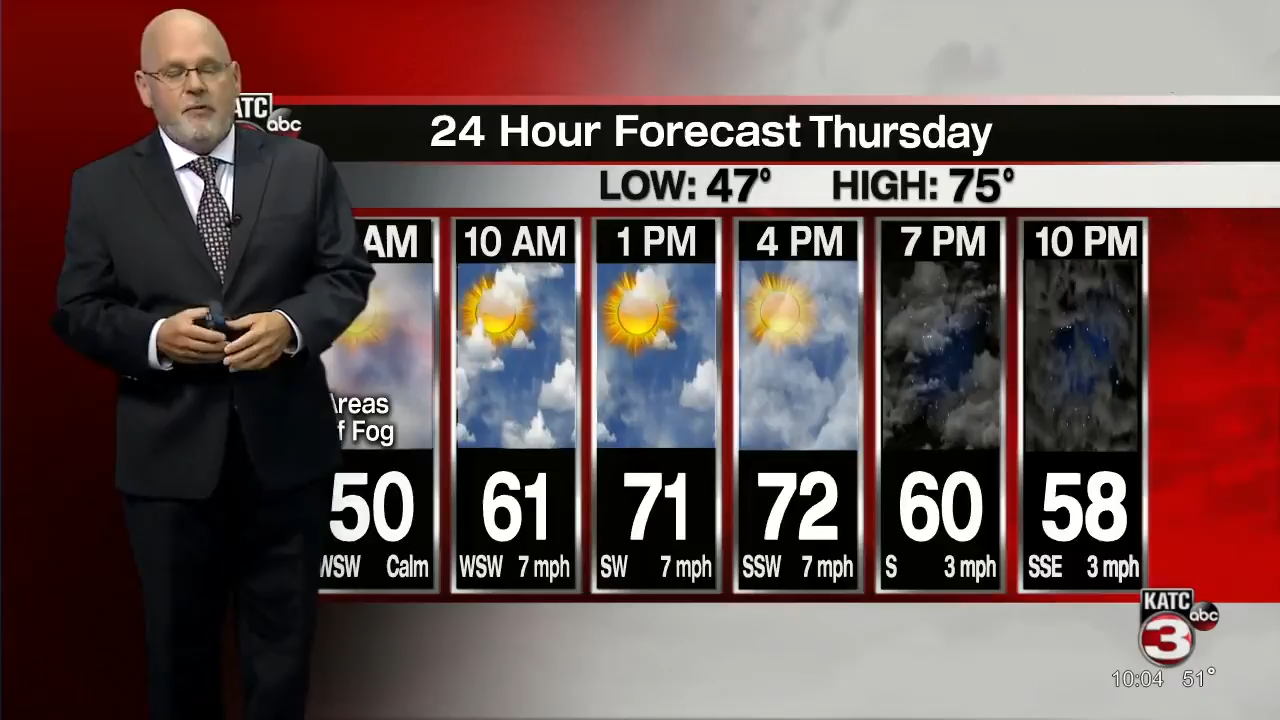 ATC
abc
24 Hour Forecast Thursday
LOW: 47° HIGH: 75°
AM 10 AM 1 PM 4 PM 7 PM 10 PM
Areas
of Fog
50 61 71 72 60 58
WSW Calm WSW 7 mph SW 7 mph SSW 7 mph S 3 mph SSE 3 mph
KATC
abc
3
10:04 51°